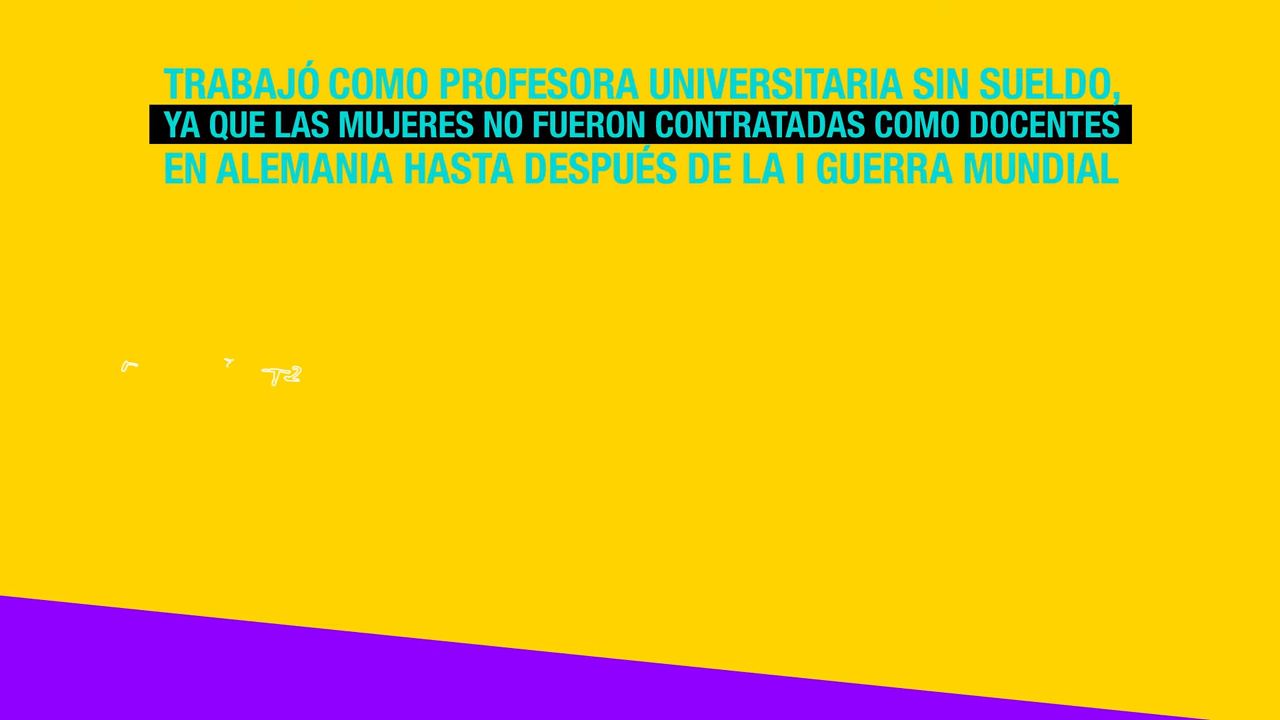 TRABAJÓ COMO PROFESORA UNIVERSITARIA SIN SUELDO,
YA QUE LAS MUJERES NO FUERON CONTRATADAS COMO DOCENTES
EN ALEMANIA HASTA DESPUÉS DE LA I GUERRA MUNDIAL